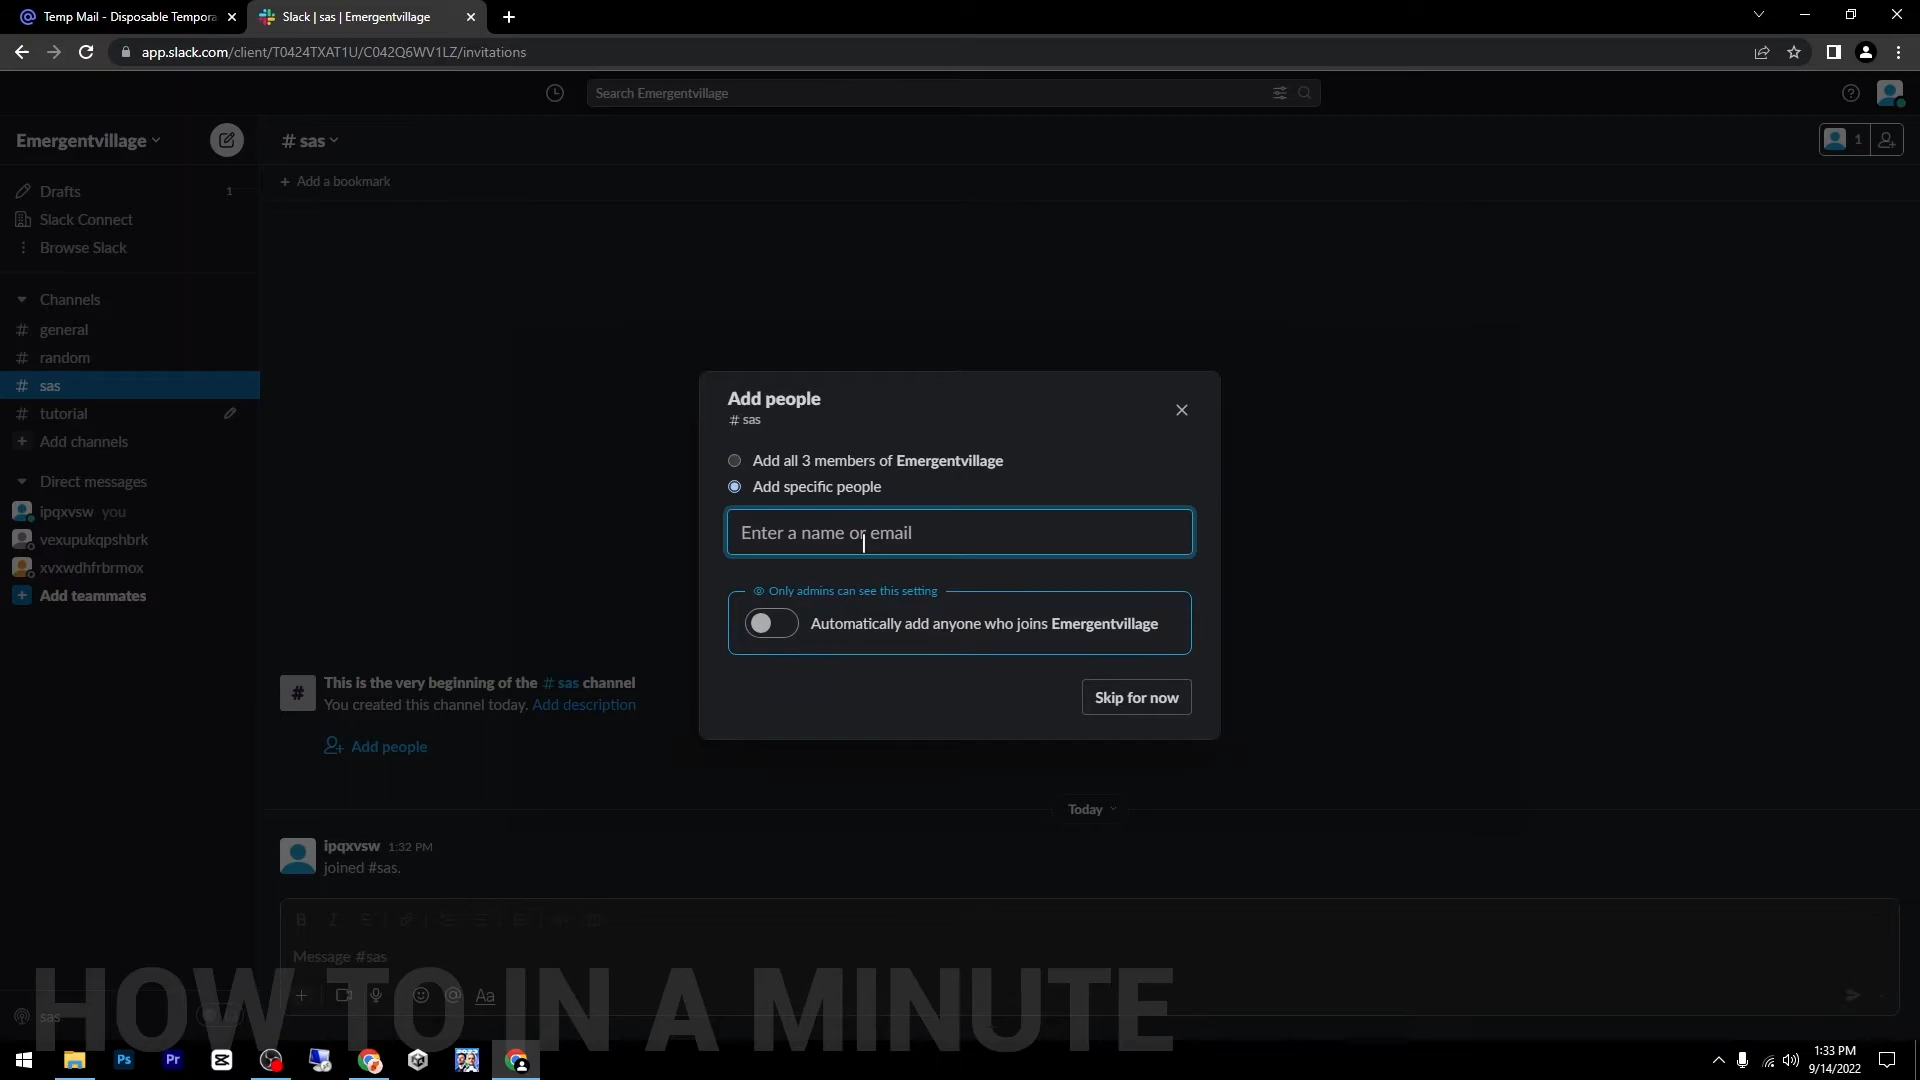 Temp Mail - Disposable Tempora
Slack | sas | Emergentvillage
app.slack.com/client/T0424TXAT1U/C042Q6WV1LZ/invitations
Search Emergentvillage
Emergentvillage
# sas
1
+ Add a bookmark
Drafts 1
Slack Connect
Browse Slack
Channels
# general
# random
# sas
# tutorial
+ Add channels
Direct messages
ipqxvsw you
vexupukqpshbrk
xvxwdhfrbrmox
+ Add teammates
Add people
# sas
Add all 3 members of Emergentvillage
Add specific people
Enter a name or email
Only admins can see this setting
Automatically add anyone who joins Emergentvillage
Skip for now
# This is the very beginning of the # sas channel
You created this channel today. Add description
Add people
Today
ipqxvsw 1:32 PM
joined #sas.
B I S
Message #sas
+ @ Aa
sas
HOW TO IN A MINUTE
Ps Pr
1:33 PM
9/14/2022